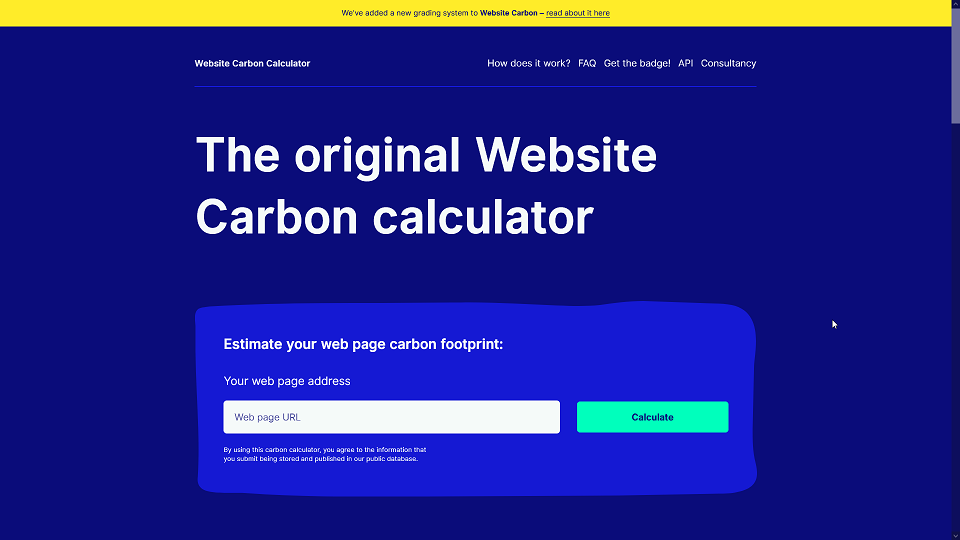 We've added a new grading system to Website Carbon – read about it here
Website Carbon Calculator
How does it work? FAQ Get the badge! API Consultancy
The original Website
Carbon calculator
Estimate your web page carbon footprint:
Your web page address
Web page URL
Calculate
By using this carbon calculator, you agree to the information that
you submit being stored and published in our public database.